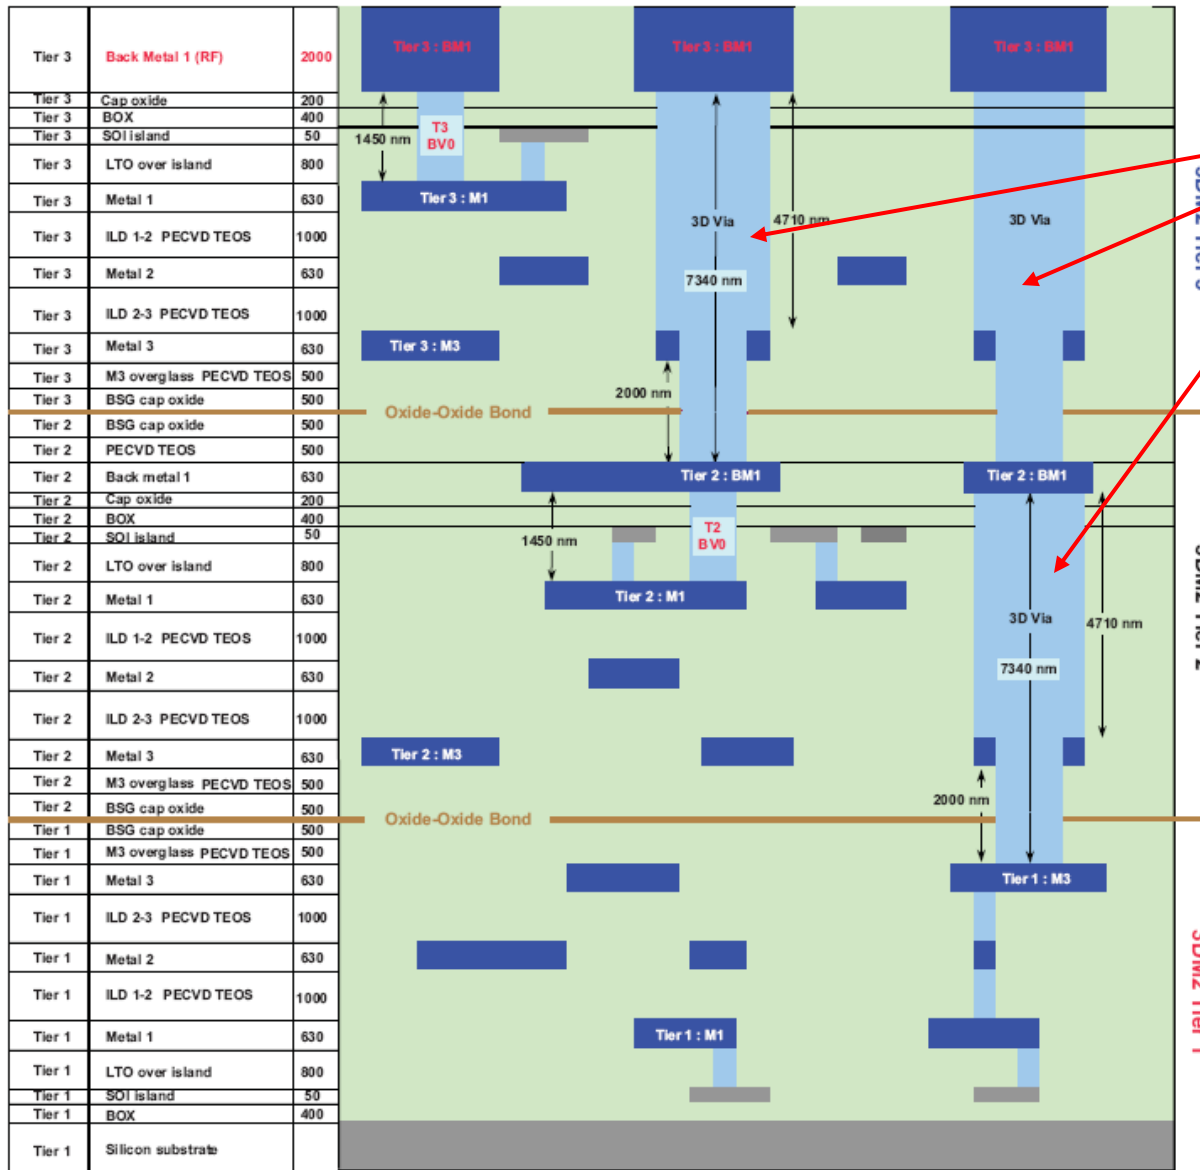 Tier 3 Back Metal 1 (RF) 2000
Tier 3 Cap oxide 200
Tier 3 BOX 400
Tier 3 SOI island 50
Tier 3 LTO over island 800
Tier 3 Metal 1 630
Tier 3 ILD 1-2 PECVD TEOS 1000
Tier 3 Metal 2 630
Tier 3 ILD 2-3 PECVD TEOS 1000
Tier 3 Metal 3 630
Tier 3 M3 overglass PECVD TEOS 500
Tier 3 BSG cap oxide 500
Tier 2 BSG cap oxide 500
Tier 2 PECVD TEOS 500
Tier 2 Back metal 1 630
Tier 2 Cap oxide 200
Tier 2 BOX 400
Tier 2 SOI island 50
Tier 2 LTO over island 800
Tier 2 Metal 1 630
Tier 2 ILD 1-2 PECVD TEOS 1000
Tier 2 Metal 2 630
Tier 2 ILD 2-3 PECVD TEOS 1000
Tier 2 Metal 3 630
Tier 2 M3 overglass PECVD TEOS 500
Tier 2 BSG cap oxide 500
Tier 1 BSG cap oxide 500
Tier 1 M3 overglass PECVD TEOS 500
Tier 1 Metal 3 630
Tier 1 ILD 2-3 PECVD TEOS 1000
Tier 1 Metal 2 630
Tier 1 ILD 1-2 PECVD TEOS 1000
Tier 1 Metal 1 630
Tier 1 LTO over island 800
Tier 1 SOI island 50
Tier 1 BOX 400
Tier 1 Silicon substrate
Tier 3 : BM1 Tier 3 : BM1 Tier 3 : BM1
T3
BV0
1450 nm
Tier 3 : M1
3D Via 4710 nm 3D Via
7340 nm
Tier 3 : M3
2000 nm
Oxide-Oxide Bond
Tier 2 : BM1 Tier 2 : BM1
T2
BV0
1450 nm
Tier 2 : M1
3D Via 4710 nm
7340 nm
Tier 2 : M3
2000 nm
Oxide-Oxide Bond
Tier 1 : M3
Tier 1 : M1
3DM2 Tier 1